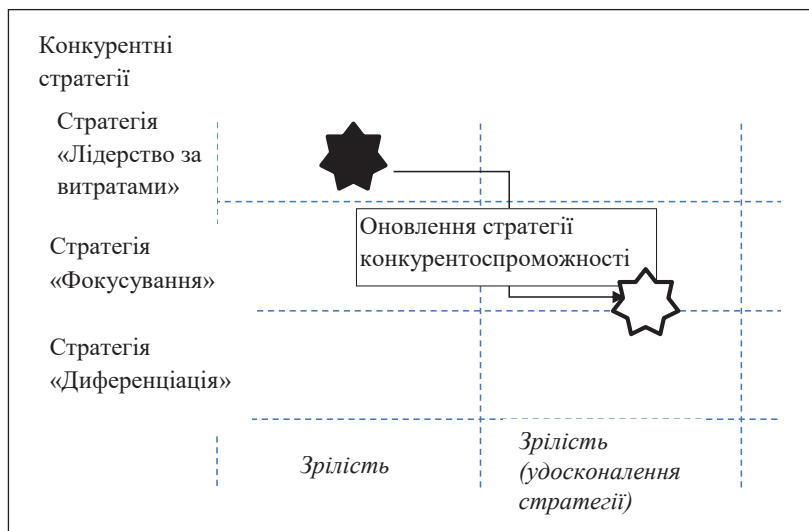 Конкурентні
стратегії
Стратегія
«Лідерство за
витратами»
Оновлення стратегії
конкурентоспроможності
Стратегія
«Фокусування»
Стратегія
«Диференціація»
Зрілість
Зрілість
(удосконалення
стратегії)